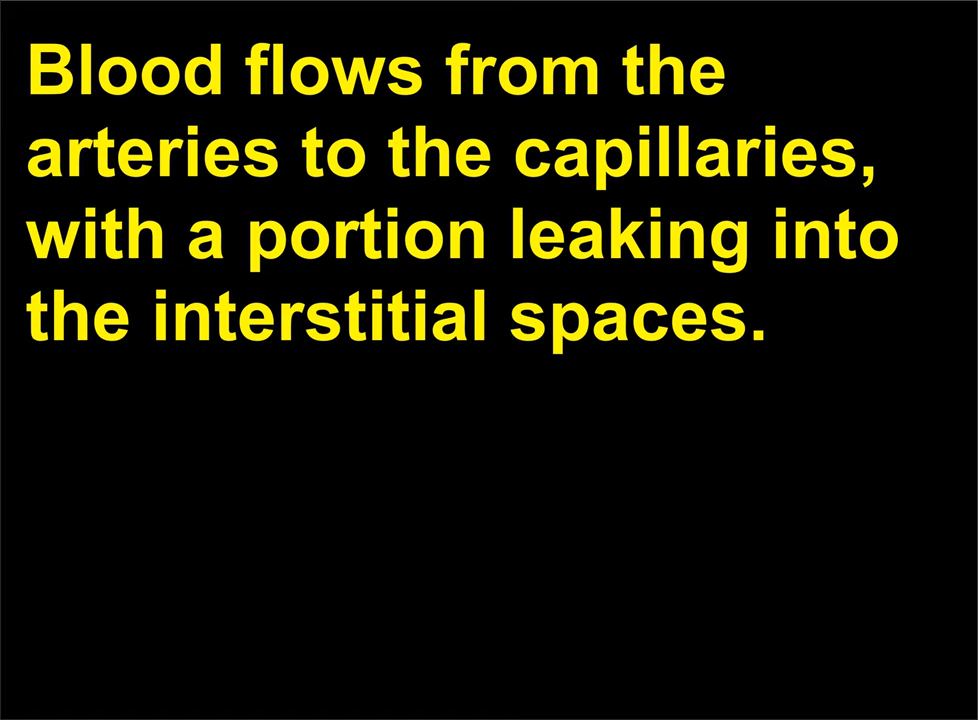 Blood flows from the
arteries to the capillaries,
with a portion leaking into
the interstitial spaces.